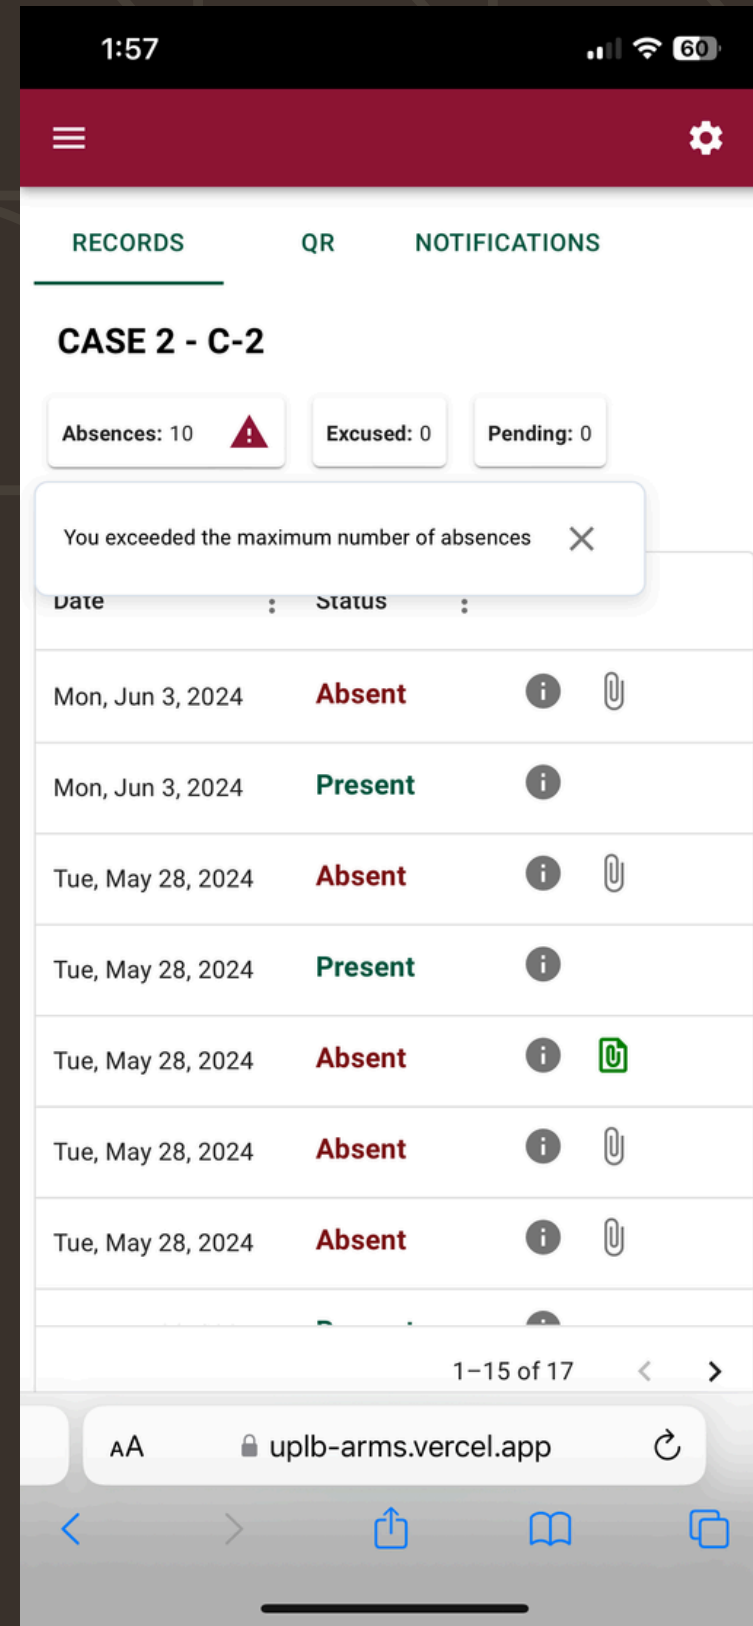 1:57
60
RECORDS QR NOTIFICATIONS
CASE 2 - C-2
Absences: 10 Excused: 0 Pending: 0
You exceeded the maximum number of absences
Date Status
Mon, Jun 3, 2024 Absent
Mon, Jun 3, 2024 Present
Tue, May 28, 2024 Absent
Tue, May 28, 2024 Present
Tue, May 28, 2024 Absent
Tue, May 28, 2024 Absent
Tue, May 28, 2024 Absent
1–15 of 17
AA uplb-arms.vercel.app